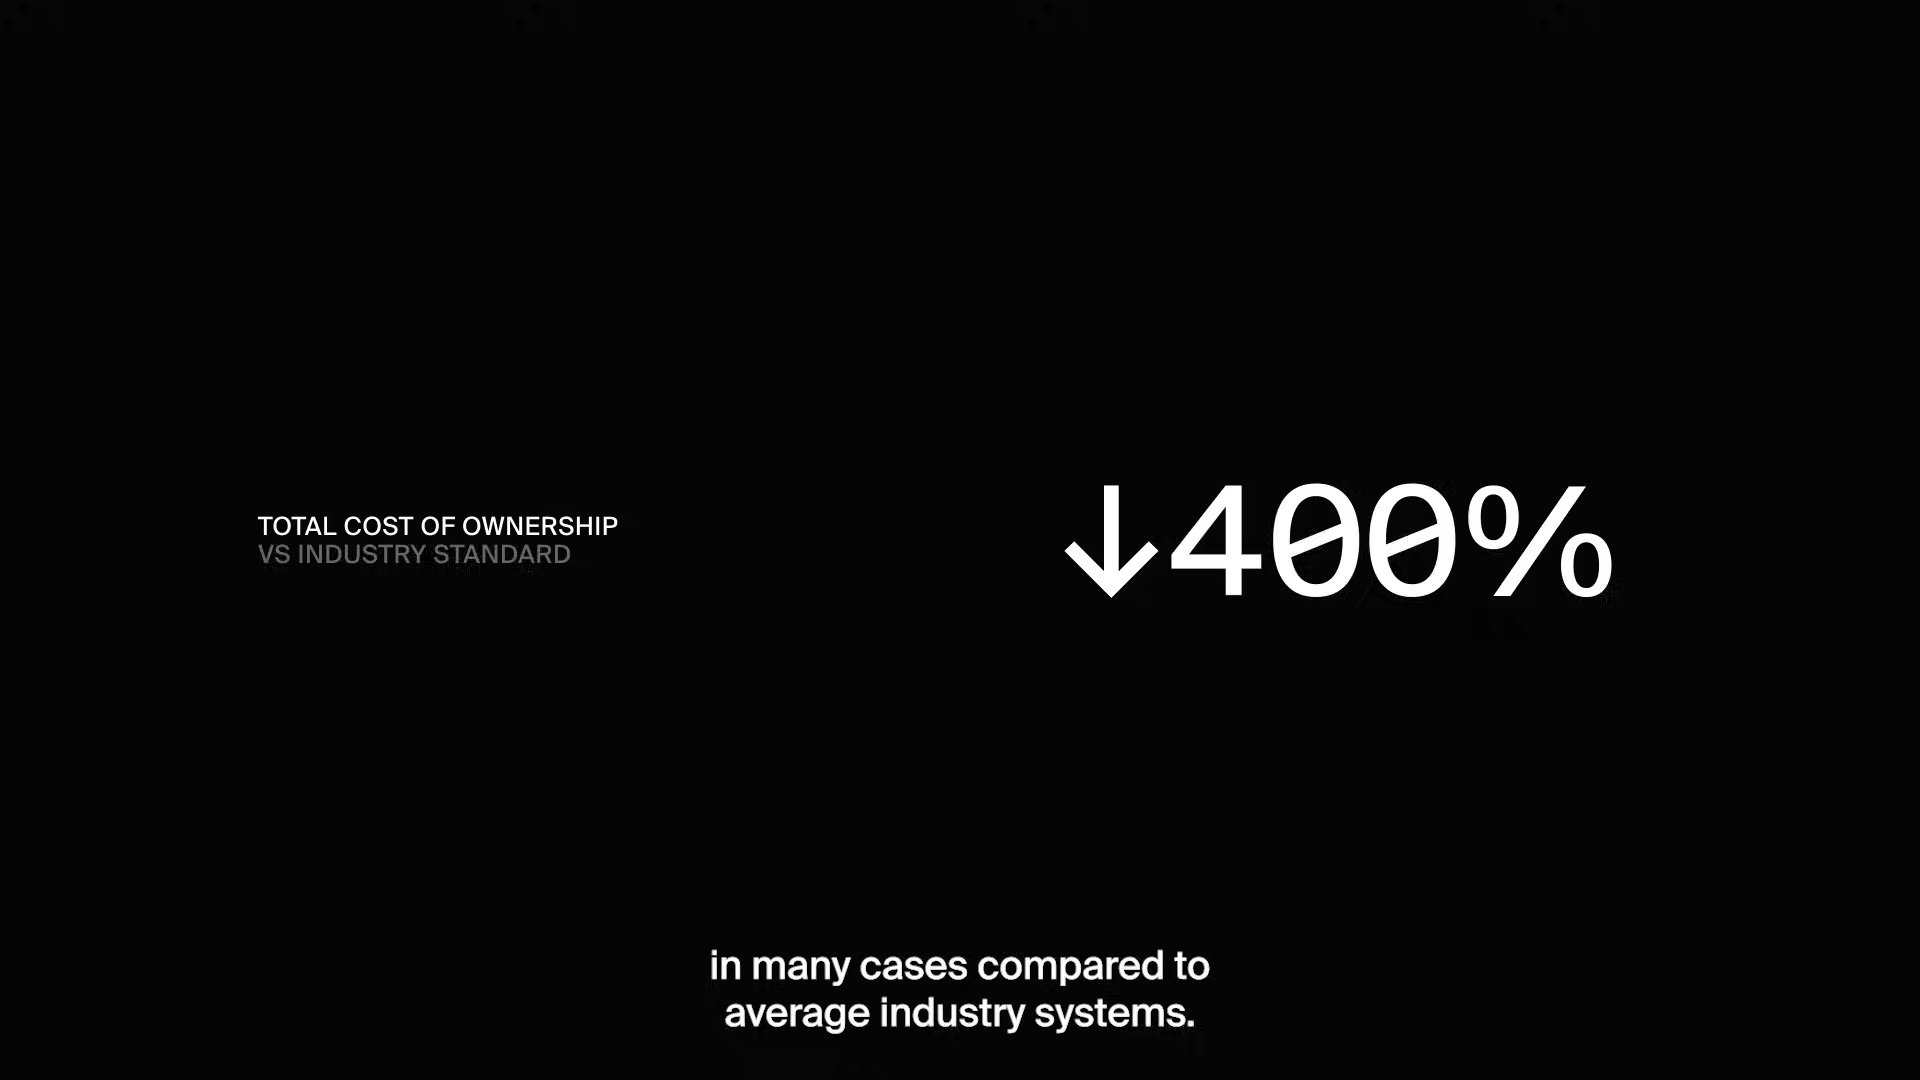 TOTAL COST OF OWNERSHIP
VS INDUSTRY STANDARD
↓400%
in many cases compared to
average industry systems.